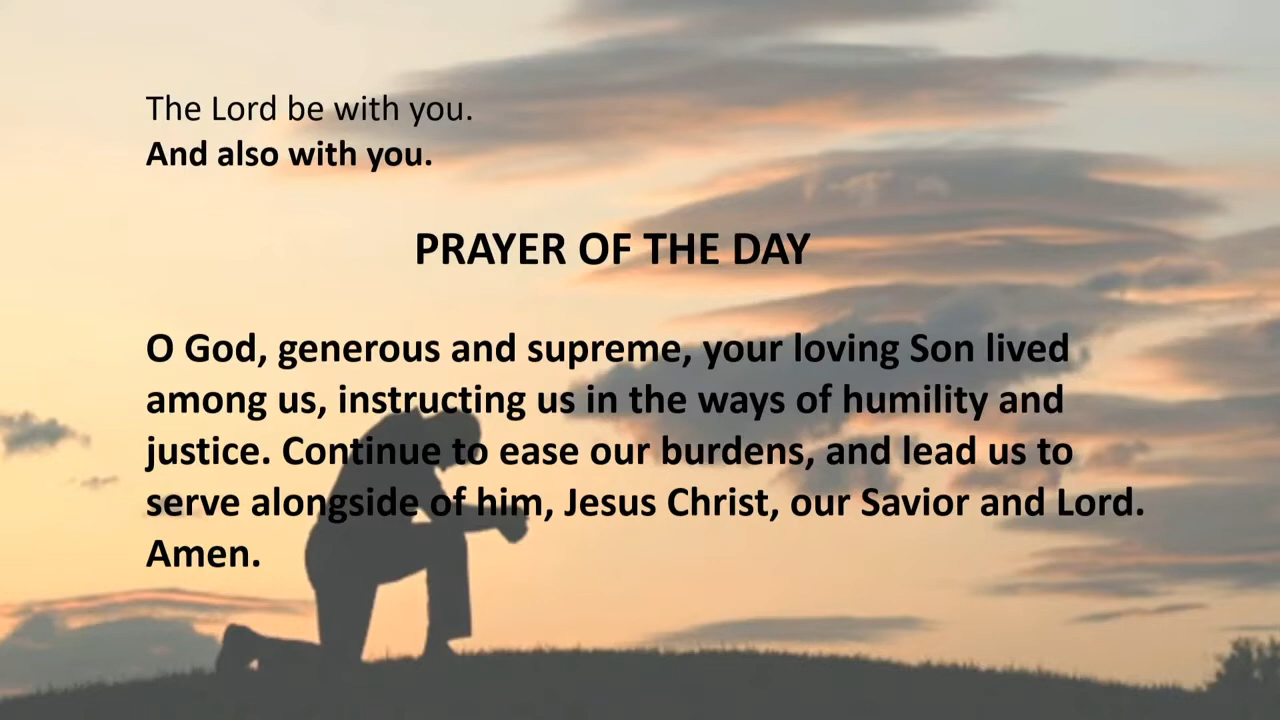 The Lord be with you.
And also with you.
PRAYER OF THE DAY
O God, generous and supreme, your loving Son lived
among us, instructing us in the ways of humility and
justice. Continue to ease our burdens, and lead us to
serve alongside of him, Jesus Christ, our Savior and Lord.
Amen.